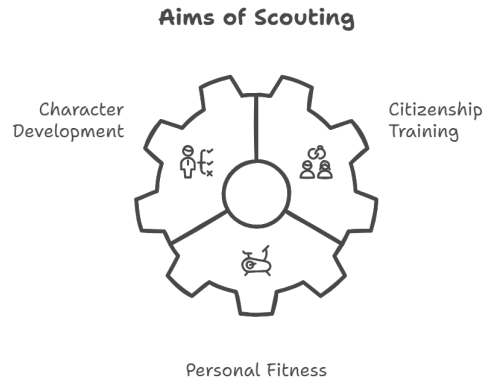 Aims of Scouting
Character
Development
Citizenship
Training
Personal Fitness